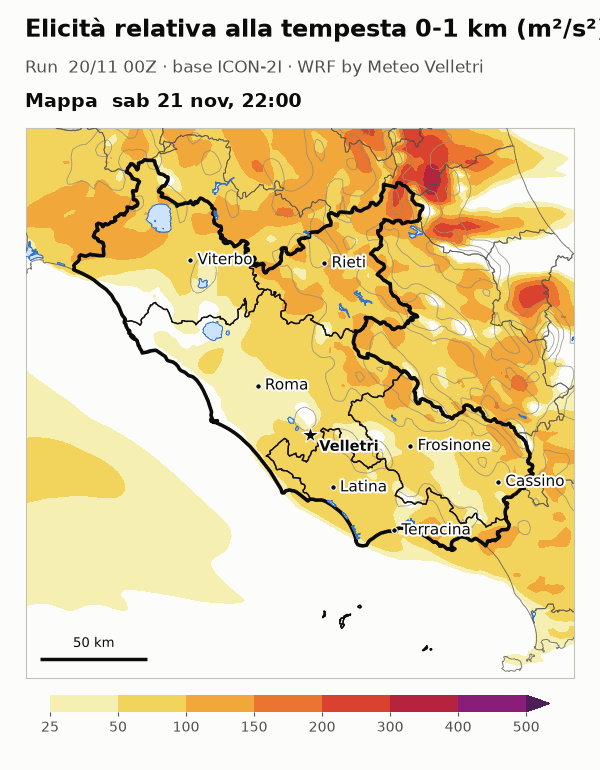 Elicità relativa alla tempesta 0-1 km (m²/s²)
Run  20/11 00Z · base ICON-2I · WRF by Meteo Velletri
Mappa  sab 21 nov, 22:00
Viterbo
Rieti
Roma
Velletri
Frosinone
Cassino
Latina
Terracina
50 km
25 50 100 150 200 300 400 500